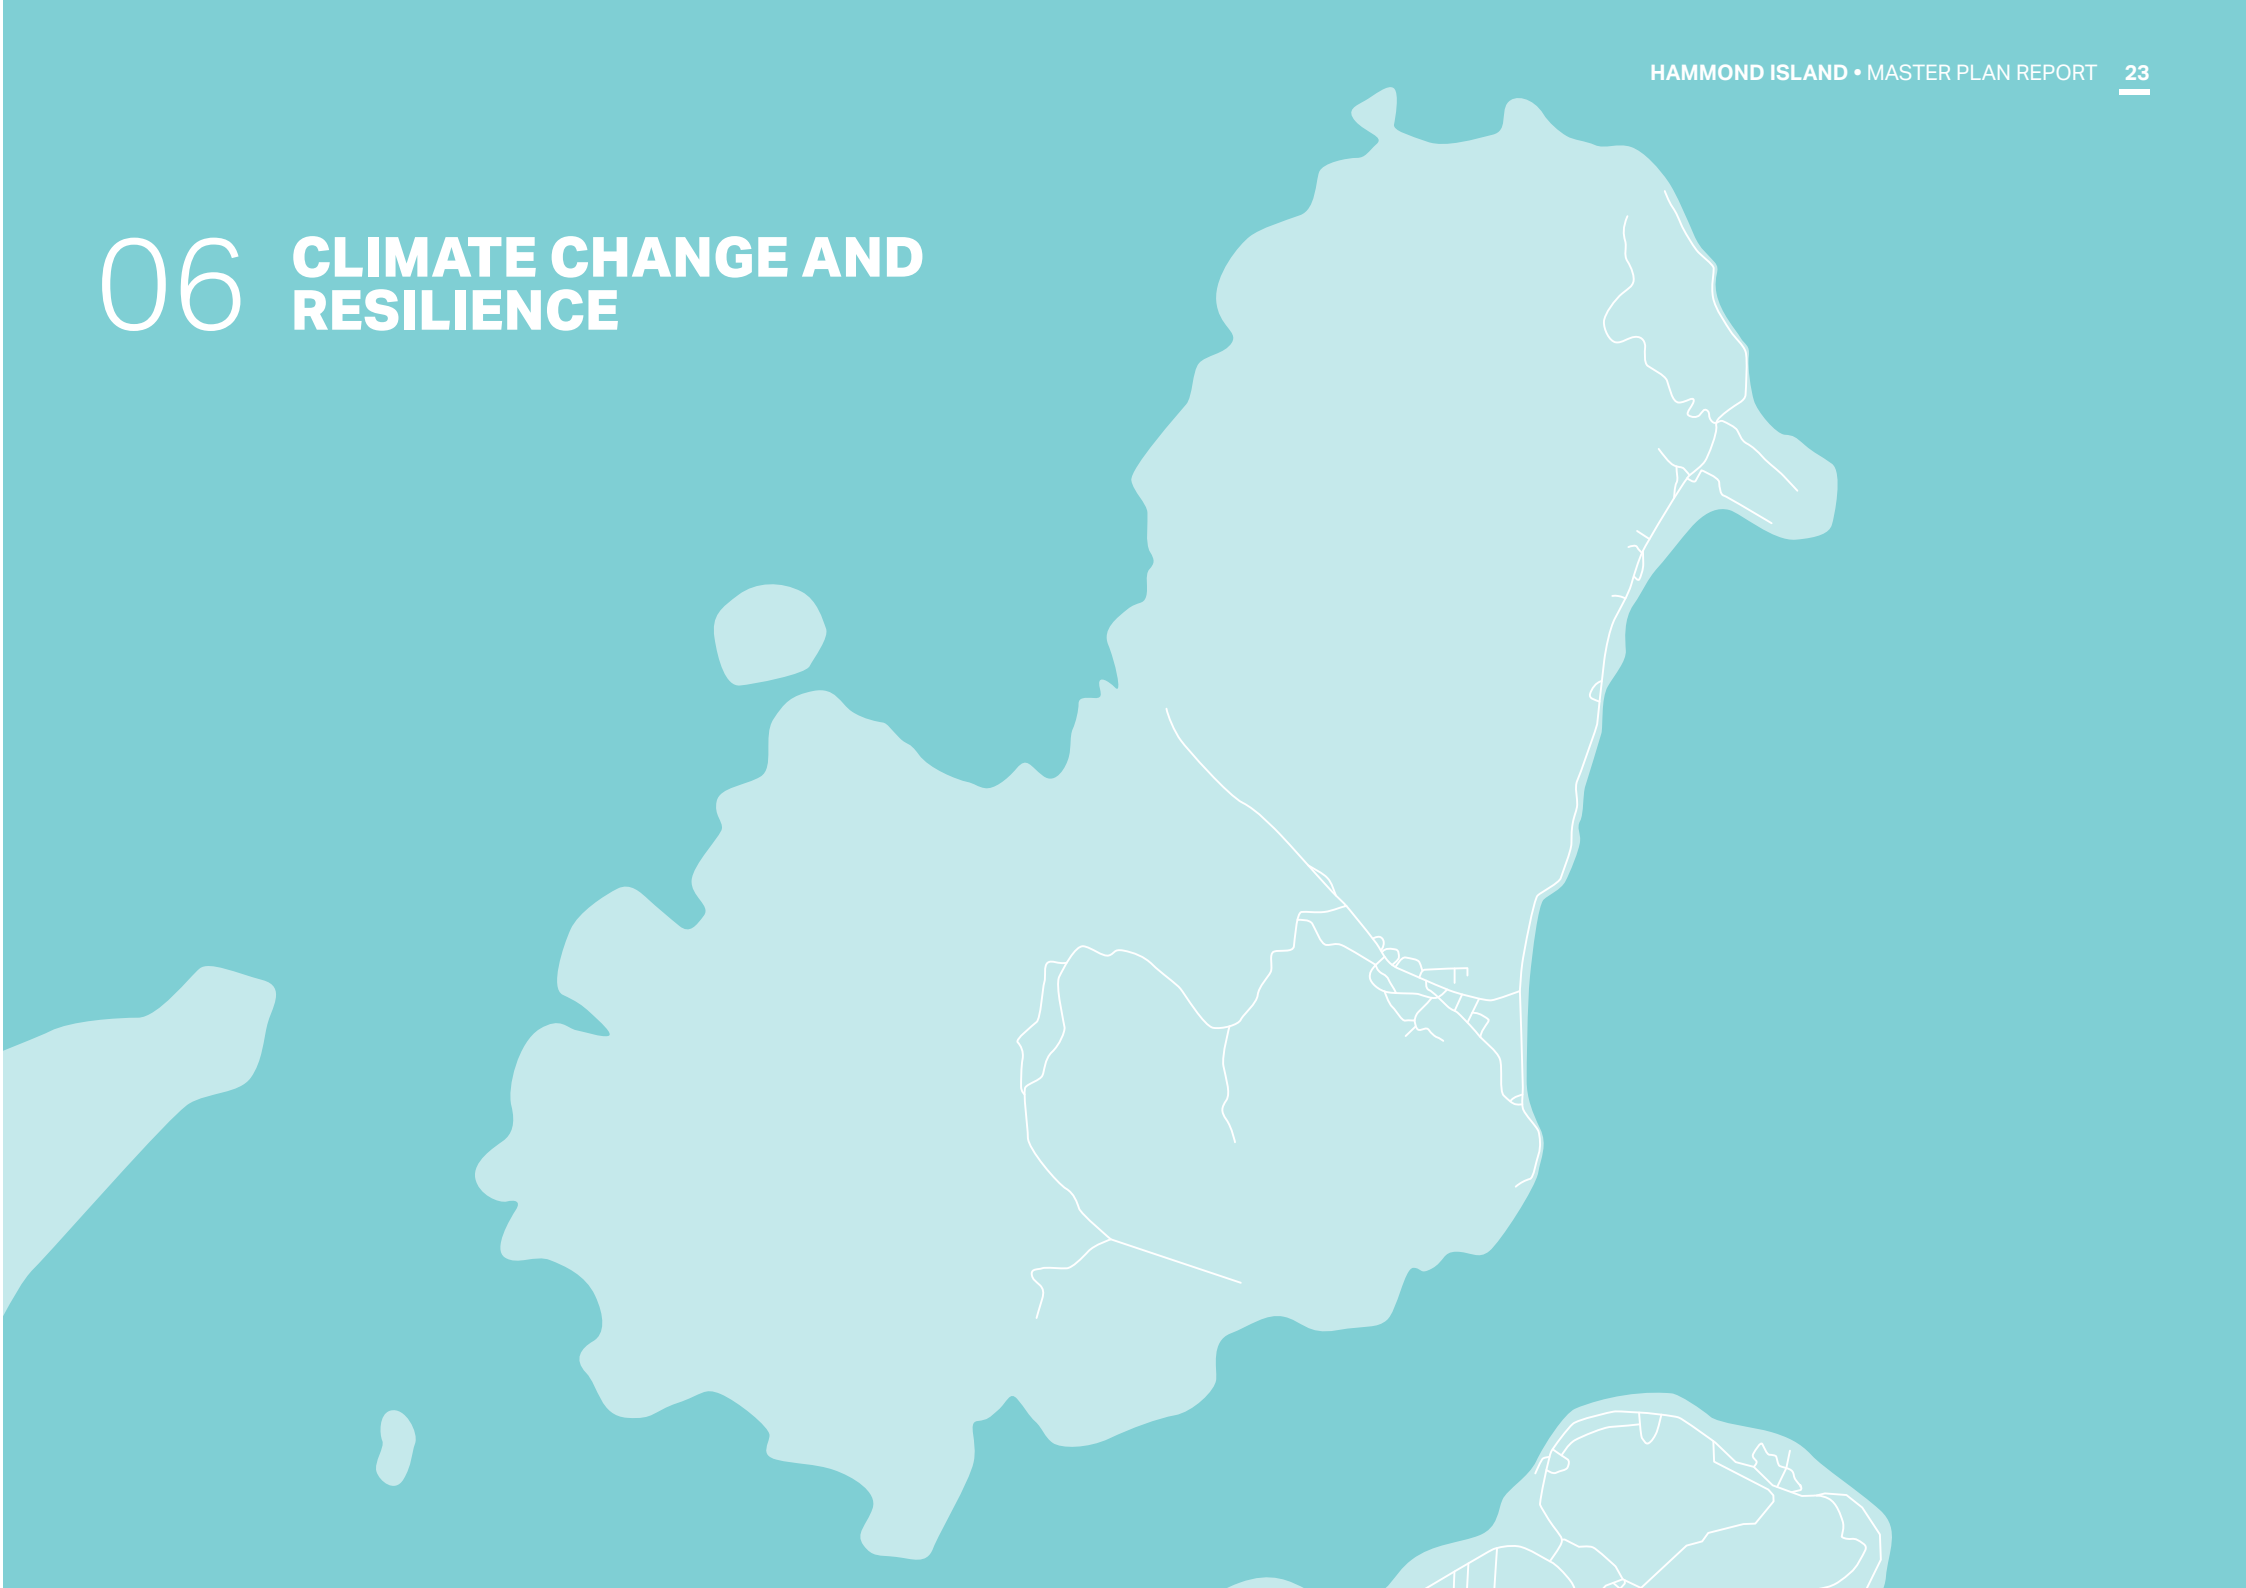 HAMMOND ISLAND • MASTER PLAN REPORT 23
06 CLIMATE CHANGE AND
RESILIENCE